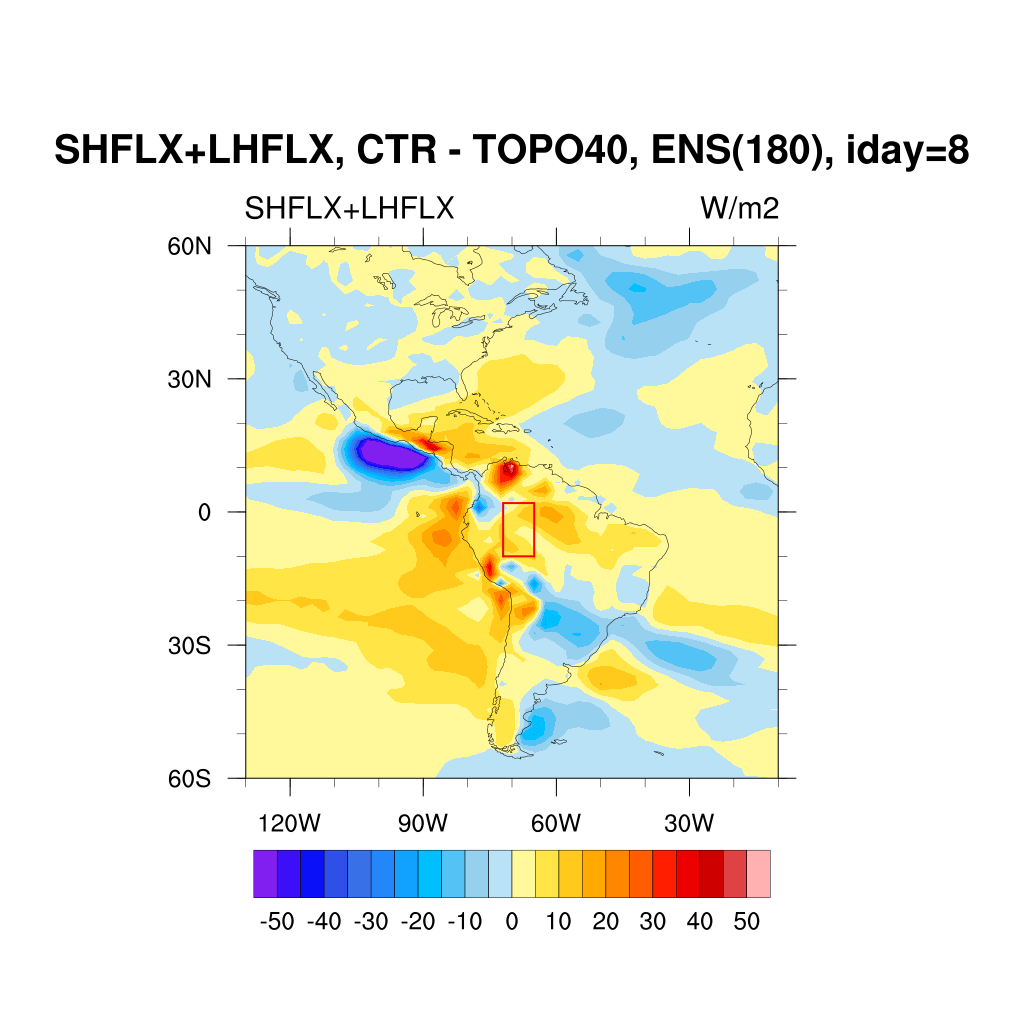 SHFLX+LHFLX, CTR - TOPO40, ENS(180), iday=8
SHFLX+LHFLX W/m2
60N
30N
0
30S
60S
120W 90W 60W 30W
-50 -40 -30 -20 -10 0 10 20 30 40 50